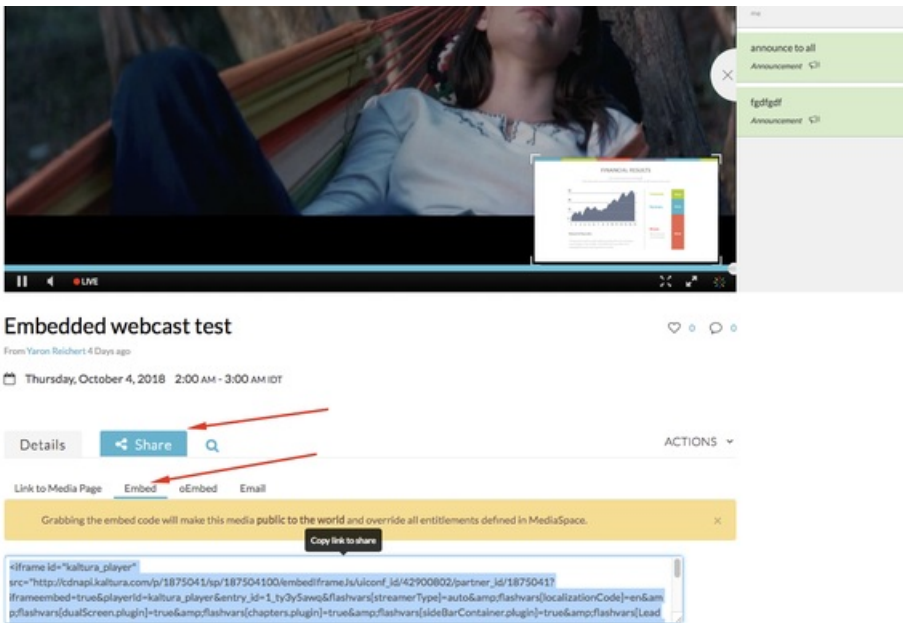 me
announce to all
Announcement
fgdfgdf
Announcement
FINANCIAL RESULTS
LIVE
Embedded webcast test
0 0
From Yaron Reichert 4 Days ago
Thursday, October 4, 2018 2:00 AM - 3:00 AM IDT
Details Share ACTIONS
Link to Media Page Embed oEmbed Email
Grabbing the embed code will make this media public to the world and override all entitlements defined in MediaSpace.
Copy link to share
<iframe id="kaltura_player"
src="http://cdnapi.kaltura.com/p/1875041/sp/187504100/embedIframeJs/uiconf_id/42900802/partner_id/1875041?
iframeembed=true&playerId=kaltura_player&entry_id=1_ty3y5awq&flashvars[streamerType]=auto&amp;flashvars[localizationCode]=en&am
p;flashvars[dualScreen.plugin]=true&amp;flashvars[chapters.plugin]=true&amp;flashvars[sideBarContainer.plugin]=true&amp;flashvars[Lead